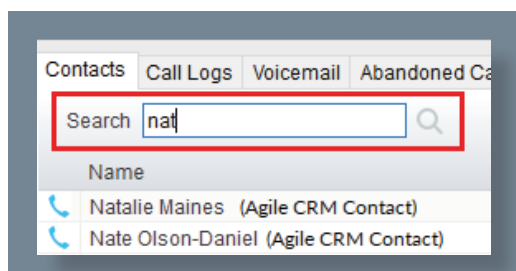 Contacts Call Logs Voicemail Abandoned Ca
Search nat
Name
Natalie Maines (Agile CRM Contact)
Nate Olson-Daniel (Agile CRM Contact)